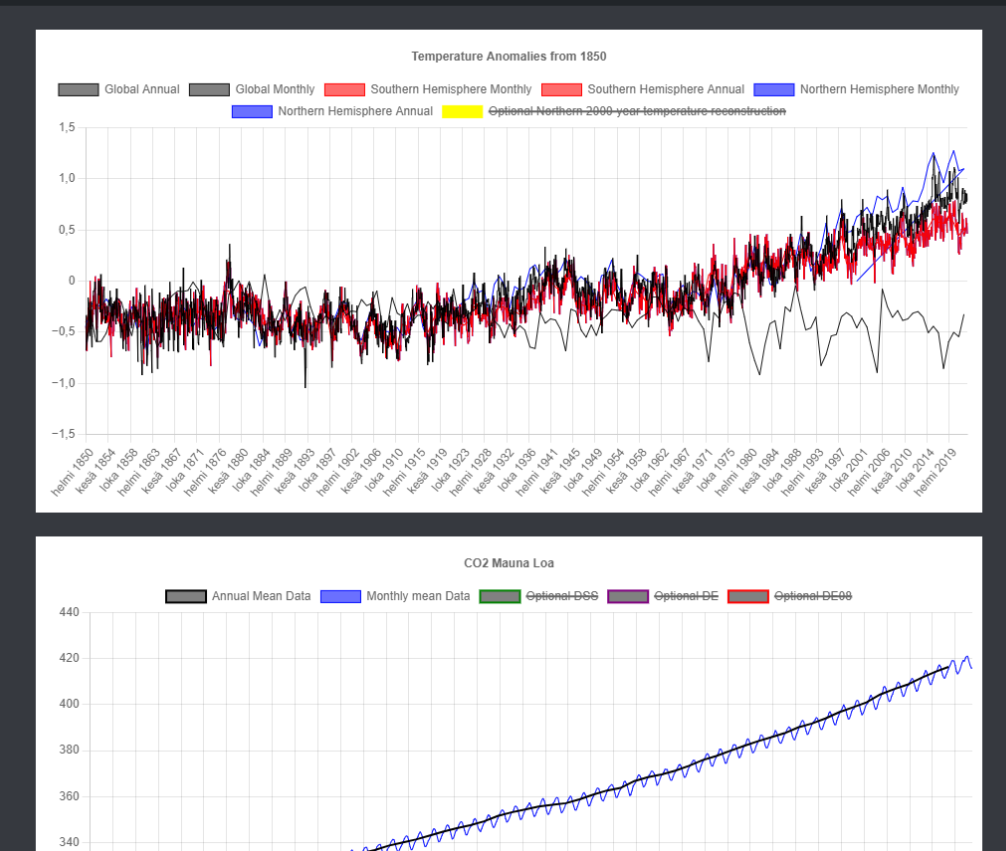 Temperature Anomalies from 1850
Global Annual Global Monthly Southern Hemisphere Monthly Southern Hemisphere Annual Northern Hemisphere Monthly
Northern Hemisphere Annual Optional Northern 2000-year temperature reconstruction
1,5
1,0
0,5
0
−0,5
−1,0
−1,5
helmi 1850 kesä 1854 loka 1858 helmi 1863 kesä 1867 loka 1871 helmi 1876 kesä 1880 loka 1884 helmi 1889 kesä 1893 loka 1897 helmi 1902 kesä 1906 loka 1910 helmi 1915 kesä 1919 loka 1923 helmi 1928 kesä 1932 loka 1936 helmi 1941 kesä 1945 loka 1949 helmi 1954 kesä 1958 loka 1962 helmi 1967 kesä 1971 loka 1975 helmi 1980 kesä 1984 loka 1988 helmi 1993 kesä 1997 loka 2001 helmi 2006 kesä 2010 loka 2014 helmi 2019
CO2 Mauna Loa
Annual Mean Data Monthly mean Data Optional DSS Optional DE Optional DE08
440
420
400
380
360
340